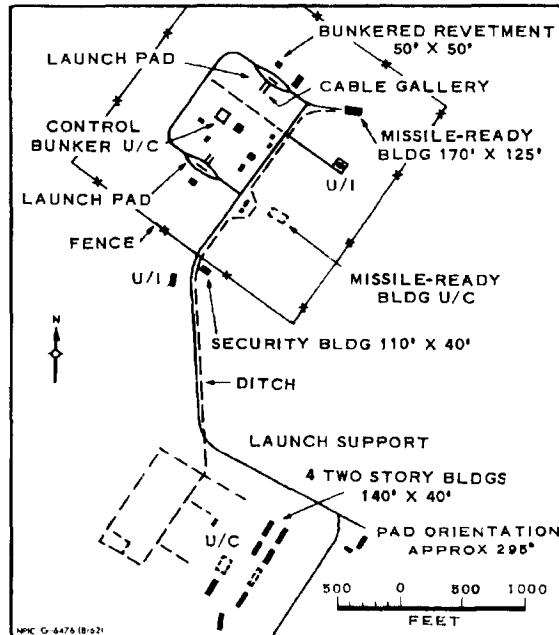 BUNKERED REVETMENT
50' X 50'
LAUNCH PAD
CABLE GALLERY
CONTROL
BUNKER U/C
MISSILE-READY
BLDG 170' X 125'
U/I
LAUNCH PAD
FENCE
MISSILE-READY
BLDG U/C
U/I
N
SECURITY BLDG 110' X 40'
DITCH
LAUNCH SUPPORT
4 TWO STORY BLDGS
140' X 40'
U/C
PAD ORIENTATION
APPROX 295°
500 0 500 1000
FEET
NPIC G-6476 (8/62)